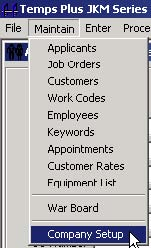 Temps Plus JKM Series
File Maintain Enter Proce
Applicants
Job Orders
Customers
Work Codes
Employees
Keywords
Appointments
Customer Rates
Equipment List
War Board
Company Setup